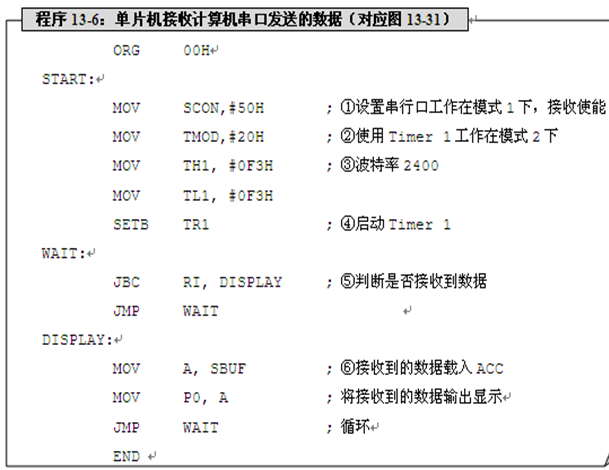 程序 13-6：单片机接收计算机串口发送的数据（对应图 13-31）
ORG 00H↵
START:↵
MOV SCON,#50H ; ①设置串行口工作在模式 1 下，接收使能
MOV TMOD,#20H ; ②使用 Timer 1 工作在模式 2 下
MOV TH1, #0F3H ; ③波特率 2400
MOV TL1, #0F3H
SETB TR1 ; ④启动 Timer 1
WAIT:↵
JBC RI, DISPLAY ; ⑤判断是否接收到数据
JMP WAIT ↵
DISPLAY:↵
MOV A, SBUF ; ⑥接收到的数据载入 ACC
MOV P0, A ; 将接收到的数据输出显示↵
JMP WAIT ; 循环↵
END ↵